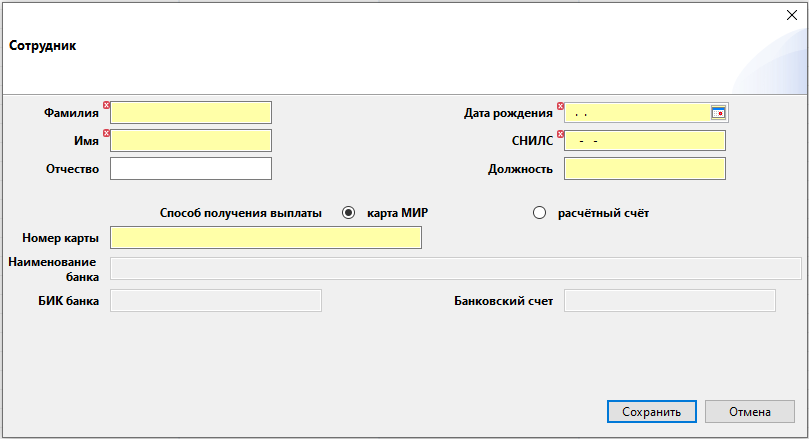 Сотрудник
Фамилия
Дата рождения . .
Имя
СНИЛС - -
Отчество
Должность
Способ получения выплаты карта МИР расчётный счёт
Номер карты
Наименование
банка
БИК банка
Банковский счет
Сохранить
Отмена